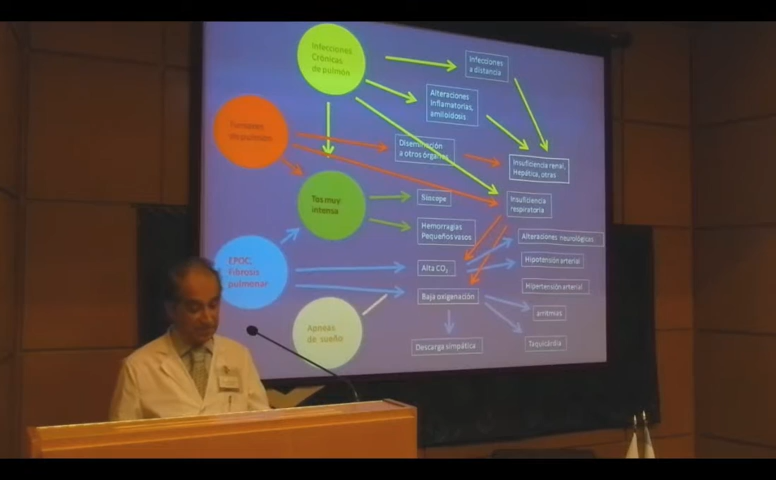 Infecciones
Crónicas
de pulmón
Infecciones
a distancia
Alteraciones
Inflamatorias,
amiloidosis
Tumores
de pulmón
Diseminación
a otros órganos
Insuficiencia renal,
Hepática, otras
Tos muy
intensa
Síncope
Insuficiencia
respiratoria
Hemorragias
Pequeños vasos
Alteraciones neurológicas
EPOC,
Fibrosis
pulmonar
Alta CO2
Hipotensión arterial
Baja oxigenación
Hipertensión arterial
arritmias
Apneas
de sueño
Descarga simpática
Taquicardia